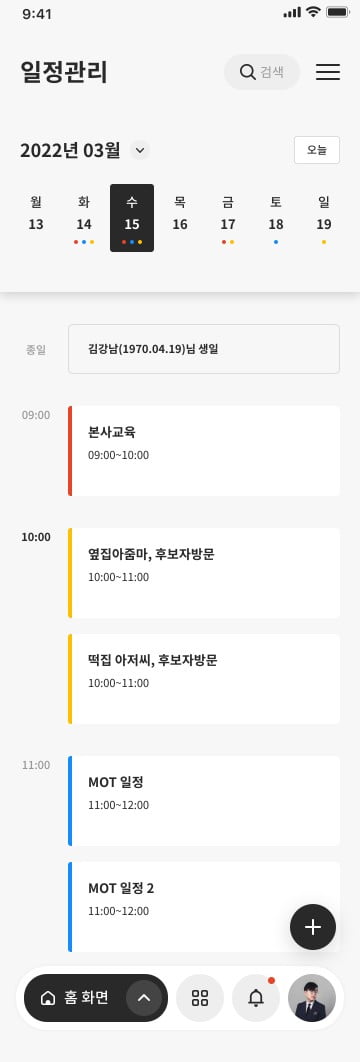 9:41
일정관리
검색
2022년 03월
오늘
월 화 수 목 금 토 일
13 14 15 16 17 18 19
종일
김강남(1970.04.19)님 생일
09:00
본사교육
09:00~10:00
10:00
옆집아줌마, 후보자방문
10:00~11:00
떡집 아저씨, 후보자방문
10:00~11:00
11:00
MOT 일정
11:00~12:00
MOT 일정 2
11:00~12:00
홈 화면